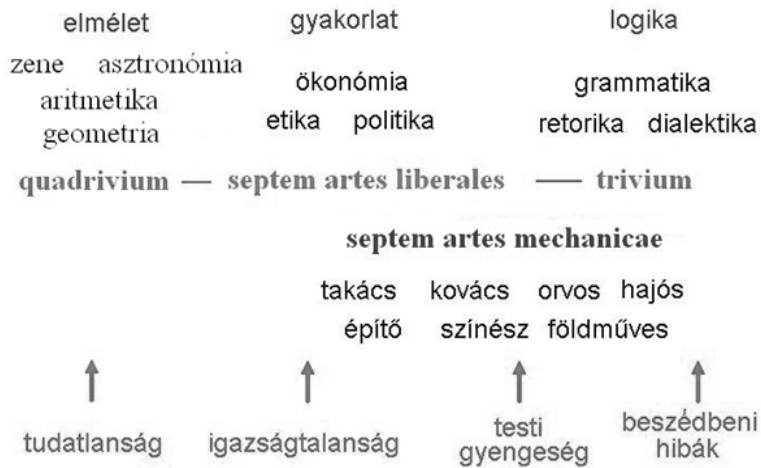 elmélet gyakorlat logika
zene asztronómia
ökonómia grammatika
aritmetika
etika politika retorika dialektika
geometria
quadrivium — septem artes liberales — trivium
septem artes mechanicae
takács kovács orvos hajós
építő színész földműves
tudatlanság igazságtalanság testi gyengeség beszédbeni hibák